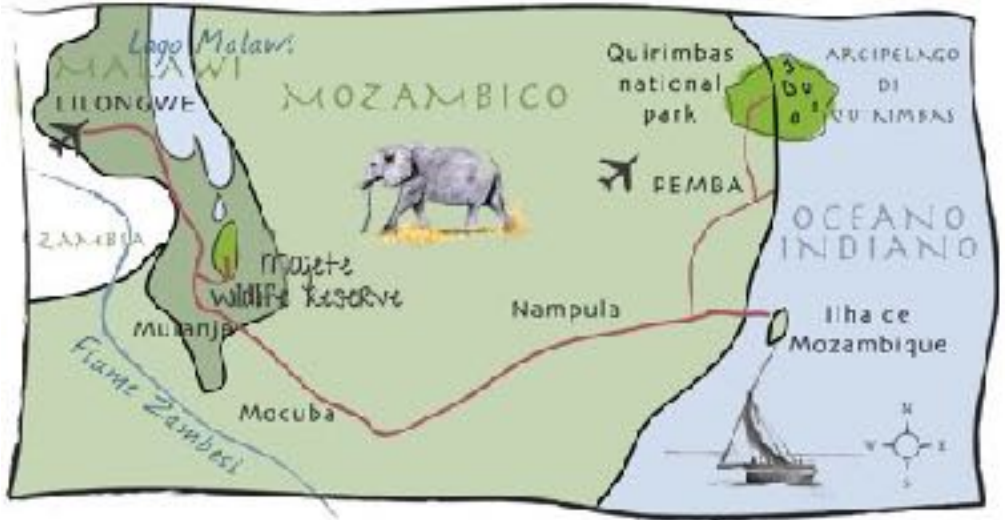 Lago Malawi
MALAWI
LILONGWE
MOZAMBICO
Quirimbas
national
park
ARCIPELAGO
DI
QUIRIMBAS
PEMBA
ZAMBIA
OCEANO
INDIANO
Majete
Wildlife Reserve
Mulanje
Nampula
Ilha de
Mozambique
Fiume Zambesi
Mocuba
N
W E
S